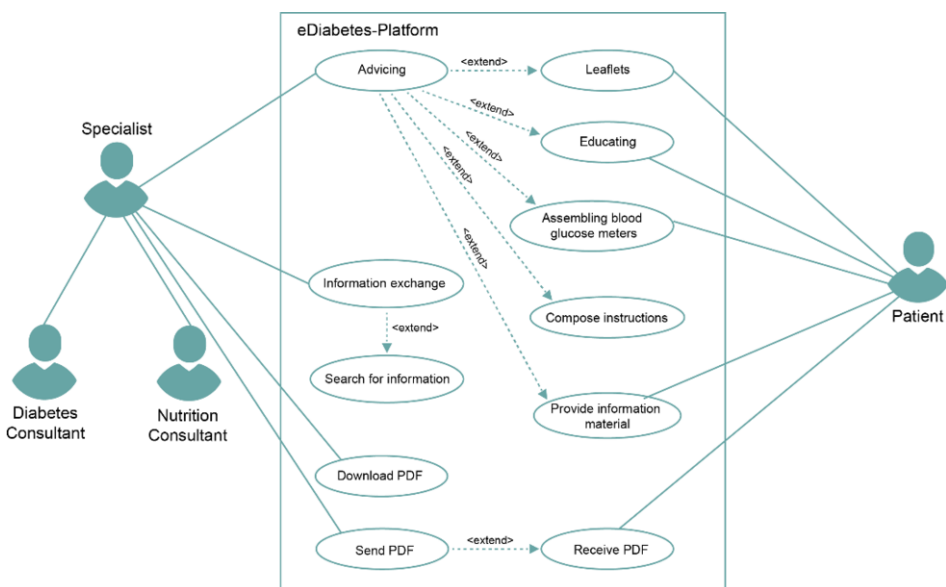 eDiabetes-Platform
Advicing
<extend>
Leaflets
<extend>
Educating
Specialist
<extend>
<extend>
Assembling blood
glucose meters
<extend>
Information exchange
Patient
Compose instructions
<extend>
Search for information
Diabetes
Consultant
Nutrition
Consultant
Provide information
material
Download PDF
Send PDF
<extend>
Receive PDF